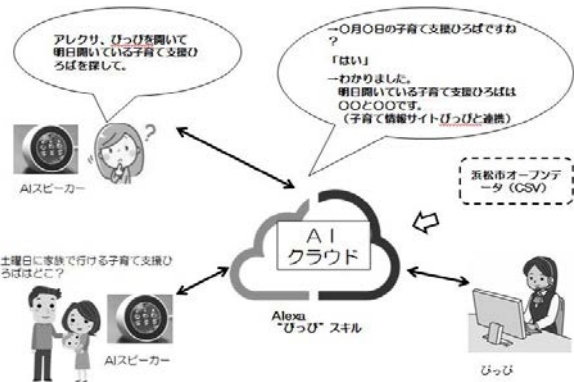 アレクサ、ぴっぴを開いて
明日開いている子育て支援ひ
ろばを探して。
→〇月〇日の子育て支援ひろばですね
?
「はい」
→わかりました。
明日開いている子育て支援ひろばは
〇〇と〇〇です。
(子育て情報サイトぴっぴと連携)
?
AIスピーカー
浜松市オープンデ
ータ(CSV)
AI
クラウド
土曜日に家族で行ける子育て支援ひ
ろばはどこ?
AIスピーカー
Alexa
"ぴっぴ" スキル
ぴっぴ